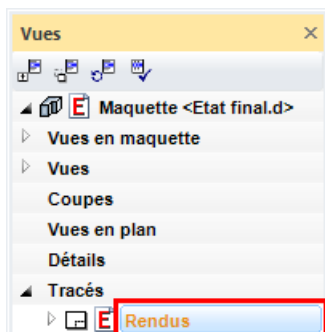 Vues
E Maquette <Etat final.d>
Vues en maquette
Vues
Coupes
Vues en plan
Détails
Tracés
E Rendus